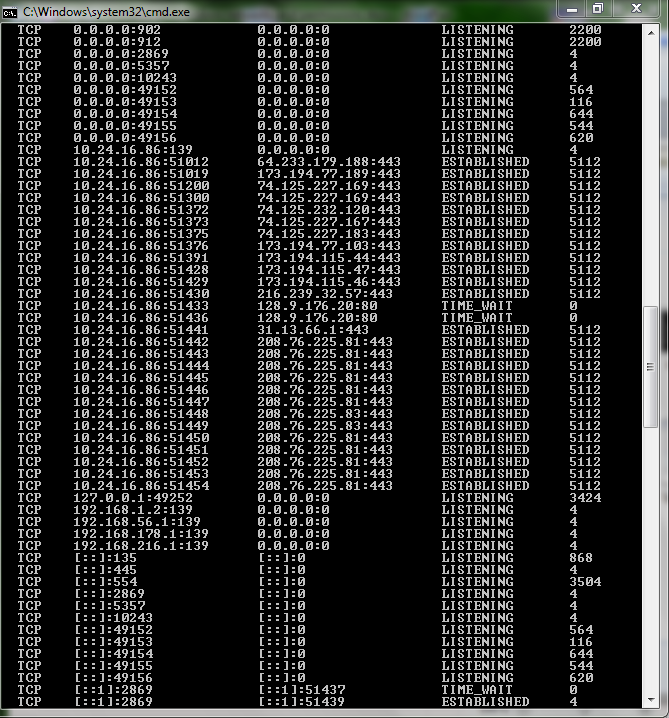 C:\Windows\system32\cmd.exe
TCP 0.0.0.0:902 0.0.0.0:0 LISTENING 2200
TCP 0.0.0.0:912 0.0.0.0:0 LISTENING 2200
TCP 0.0.0.0:2869 0.0.0.0:0 LISTENING 4
TCP 0.0.0.0:5357 0.0.0.0:0 LISTENING 4
TCP 0.0.0.0:10243 0.0.0.0:0 LISTENING 4
TCP 0.0.0.0:49152 0.0.0.0:0 LISTENING 564
TCP 0.0.0.0:49153 0.0.0.0:0 LISTENING 116
TCP 0.0.0.0:49154 0.0.0.0:0 LISTENING 644
TCP 0.0.0.0:49155 0.0.0.0:0 LISTENING 544
TCP 0.0.0.0:49156 0.0.0.0:0 LISTENING 620
TCP 10.24.16.86:139 0.0.0.0:0 LISTENING 4
TCP 10.24.16.86:51012 64.233.179.188:443 ESTABLISHED 5112
TCP 10.24.16.86:51019 173.194.77.189:443 ESTABLISHED 5112
TCP 10.24.16.86:51200 74.125.227.169:443 ESTABLISHED 5112
TCP 10.24.16.86:51300 74.125.227.169:443 ESTABLISHED 5112
TCP 10.24.16.86:51372 74.125.232.120:443 ESTABLISHED 5112
TCP 10.24.16.86:51373 74.125.227.167:443 ESTABLISHED 5112
TCP 10.24.16.86:51375 74.125.227.183:443 ESTABLISHED 5112
TCP 10.24.16.86:51376 173.194.77.103:443 ESTABLISHED 5112
TCP 10.24.16.86:51391 173.194.115.44:443 ESTABLISHED 5112
TCP 10.24.16.86:51428 173.194.115.47:443 ESTABLISHED 5112
TCP 10.24.16.86:51429 173.194.115.46:443 ESTABLISHED 5112
TCP 10.24.16.86:51430 216.239.32.57:443 ESTABLISHED 5112
TCP 10.24.16.86:51433 128.9.176.20:80 TIME_WAIT 0
TCP 10.24.16.86:51436 128.9.176.20:80 TIME_WAIT 0
TCP 10.24.16.86:51441 31.13.66.1:443 ESTABLISHED 5112
TCP 10.24.16.86:51442 208.76.225.81:443 ESTABLISHED 5112
TCP 10.24.16.86:51443 208.76.225.81:443 ESTABLISHED 5112
TCP 10.24.16.86:51444 208.76.225.81:443 ESTABLISHED 5112
TCP 10.24.16.86:51445 208.76.225.81:443 ESTABLISHED 5112
TCP 10.24.16.86:51446 208.76.225.81:443 ESTABLISHED 5112
TCP 10.24.16.86:51447 208.76.225.81:443 ESTABLISHED 5112
TCP 10.24.16.86:51448 208.76.225.83:443 ESTABLISHED 5112
TCP 10.24.16.86:51449 208.76.225.83:443 ESTABLISHED 5112
TCP 10.24.16.86:51450 208.76.225.81:443 ESTABLISHED 5112
TCP 10.24.16.86:51451 208.76.225.81:443 ESTABLISHED 5112
TCP 10.24.16.86:51452 208.76.225.81:443 ESTABLISHED 5112
TCP 10.24.16.86:51453 208.76.225.81:443 ESTABLISHED 5112
TCP 10.24.16.86:51454 208.76.225.81:443 ESTABLISHED 5112
TCP 127.0.0.1:49252 0.0.0.0:0 LISTENING 3424
TCP 192.168.1.2:139 0.0.0.0:0 LISTENING 4
TCP 192.168.56.1:139 0.0.0.0:0 LISTENING 4
TCP 192.168.178.1:139 0.0.0.0:0 LISTENING 4
TCP 192.168.216.1:139 0.0.0.0:0 LISTENING 4
TCP [::]:135 [::]:0 LISTENING 868
TCP [::]:445 [::]:0 LISTENING 4
TCP [::]:554 [::]:0 LISTENING 3504
TCP [::]:2869 [::]:0 LISTENING 4
TCP [::]:5357 [::]:0 LISTENING 4
TCP [::]:10243 [::]:0 LISTENING 4
TCP [::]:49152 [::]:0 LISTENING 564
TCP [::]:49153 [::]:0 LISTENING 116
TCP [::]:49154 [::]:0 LISTENING 644
TCP [::]:49155 [::]:0 LISTENING 544
TCP [::]:49156 [::]:0 LISTENING 620
TCP [::1]:2869 [::1]:51437 TIME_WAIT 0
TCP [::1]:2869 [::1]:51439 ESTABLISHED 4